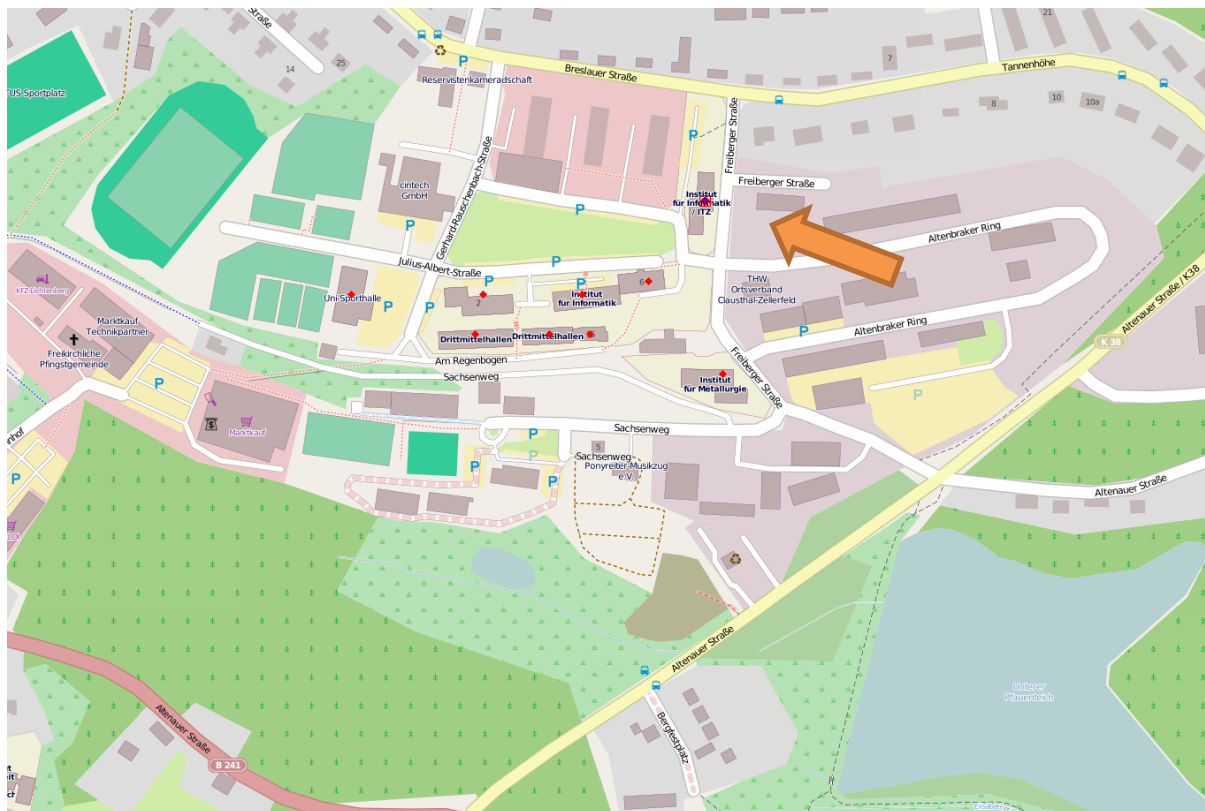 Straße
21
14
25
7
Breslauer Straße
Tannenhöhe
Reservistenkameradschaft
TUS Sportplatz
8
10
10a
P
P
Freiberger Straße
Gerhard-Rauschenbach-Straße
cintech
GmbH
Institut
für Informatik
/ ITZ
Freiberger Straße
P
P
Altenbraker Ring
Julius-Albert-Straße
P
P
P
6
THW
Ortsverband
Clausthal-Zellerfeld
KFZ-Lichtenberg
Uni-Sporthalle
2
Institut
für Informatik
Altenauer Straße / K38
Marktkauf
Technikpartner
P
Altenbraker Ring
Drittmittelhallen
Drittmittelhallen
K 38
Freikirchliche
Pfingstgemeinde
Am Regenbogen
Freiberger Straße
Sachsenweg
P
Institut
für Metallurgie
P
Marktkauf
Sachsenweg
P
5
P
P
Sachsenweg
Ponyreiter-Musikzug
e.V.
P
P
P
Altenauer Straße
Altenauer Straße
Unterer
Pfauenteich
Altenauer Straße
Bergfestplatz
B 241